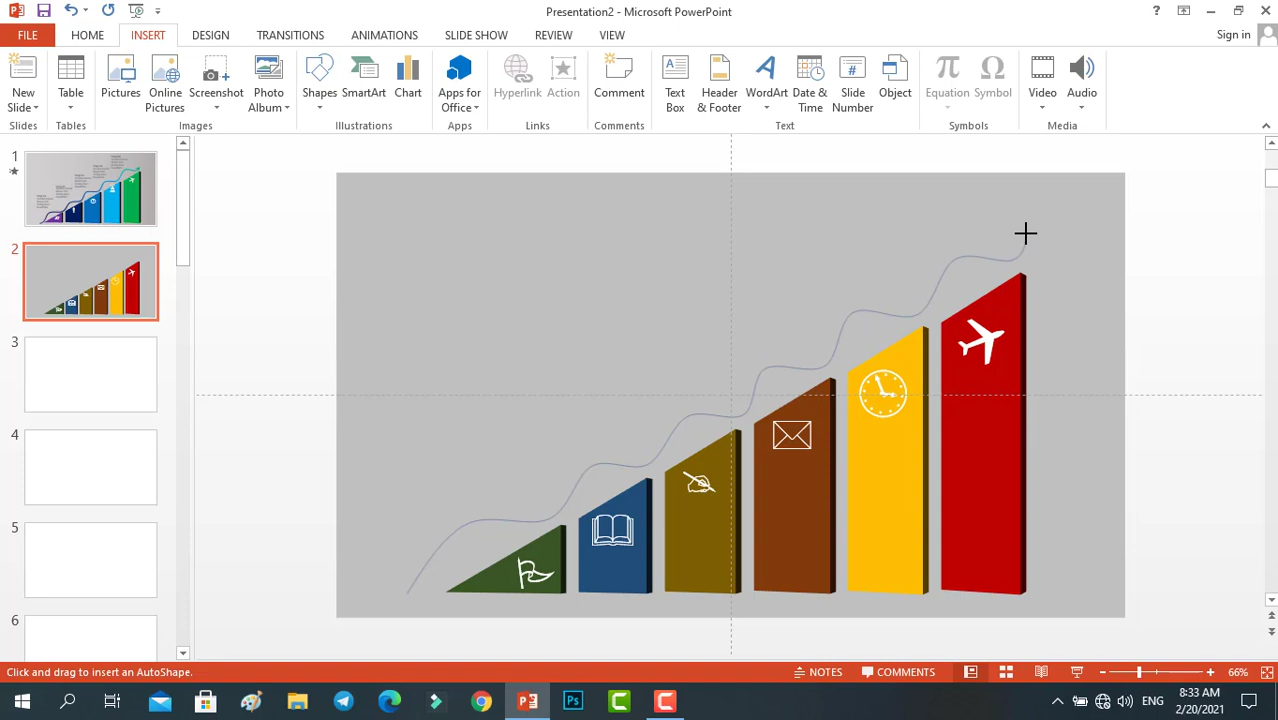 Presentation2 - Microsoft PowerPoint
Sign in
FILE HOME INSERT DESIGN TRANSITIONS ANIMATIONS SLIDE SHOW REVIEW VIEW
New Slide
Table
Pictures
Online Pictures
Screenshot
Photo Album
Shapes
SmartArt
Chart
Apps for Office
Hyperlink
Action
Comment
Text Box
Header & Footer
WordArt
Date & Time
Slide Number
Object
Equation
Symbol
Video
Audio
Slides Tables Images Illustrations Apps Links Comments Text Symbols Media
1
2
3
4
5
6
Click and drag to insert an AutoShape.
NOTES COMMENTS 66%
ENG
8:33 AM
2/20/2021